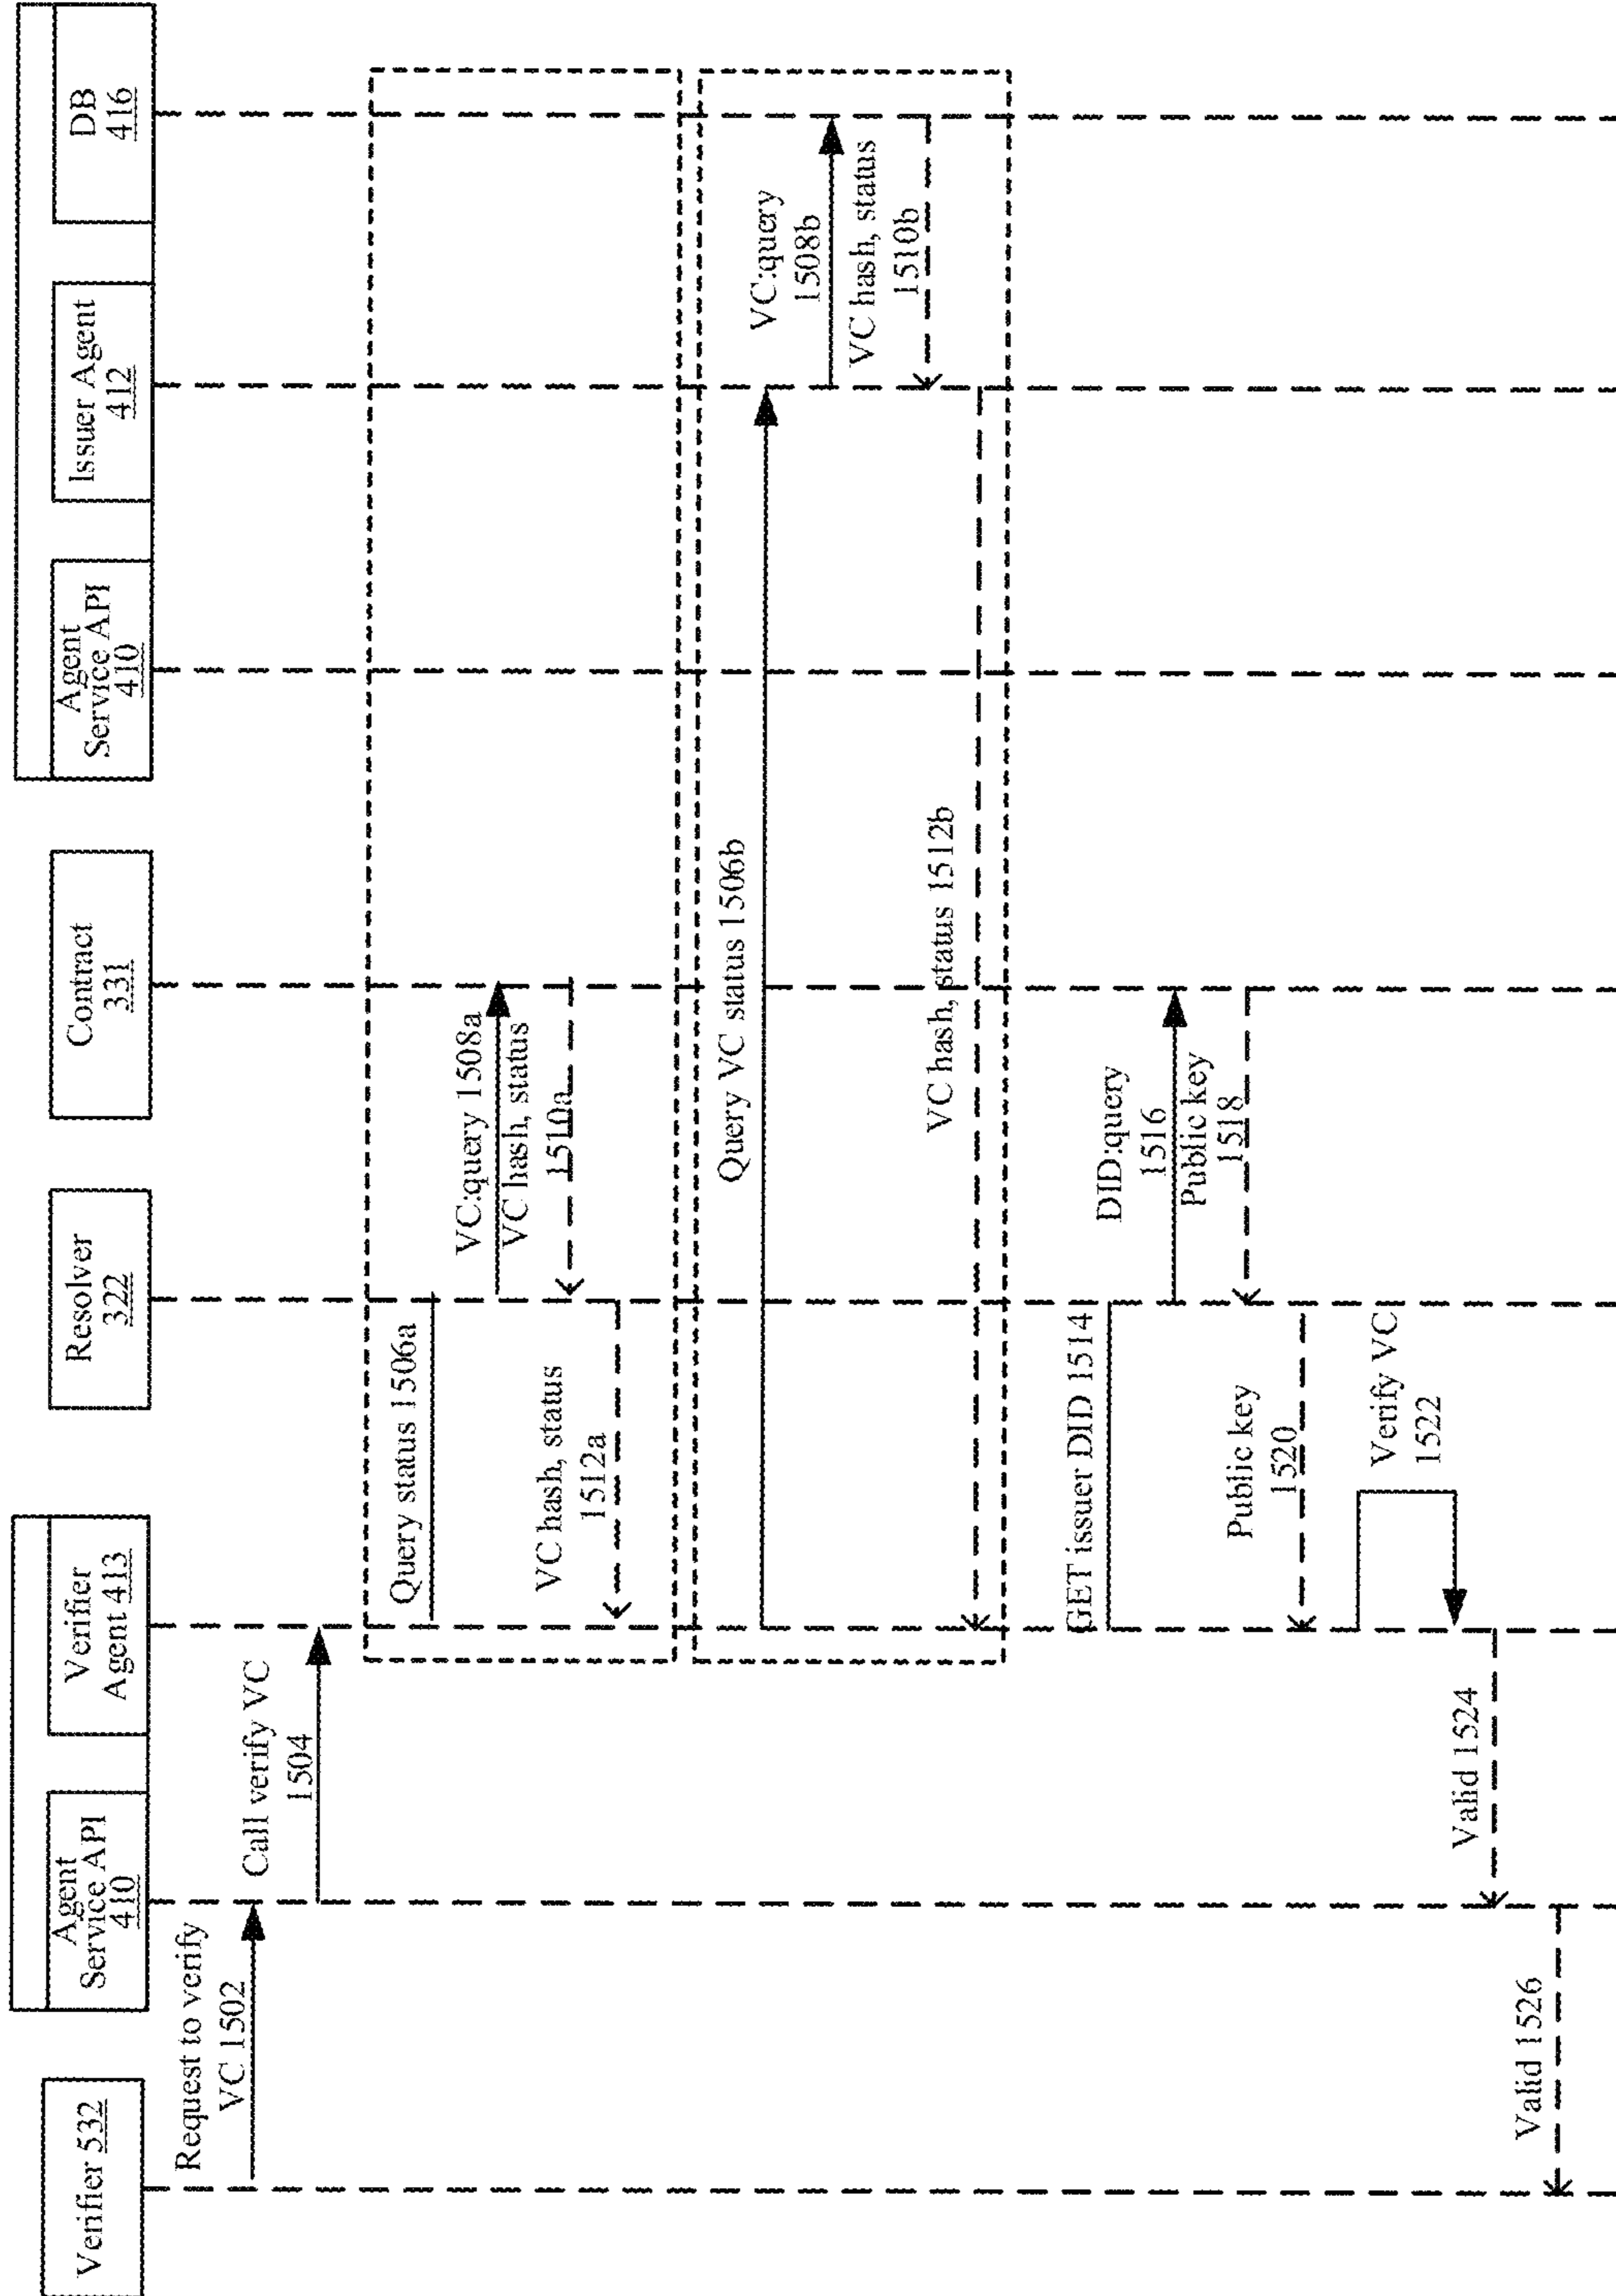 Verifier 532
Agent
Service API
410
Verifier
Agent 413
Resolver
322
Contract
331
Agent
Service API
410
Issuer Agent
412
DB
416
Request to verify
VC 1502
Call verify VC
1504
Query status 1506a
VC:query 1508a
VC hash, status
1510a
VC hash, status
1512a
Query VC status 1506b
VC:query
1508b
VC hash, status
1510b
VC hash, status 1512b
GET issuer DID 1514
DID:query
1516
Public key
1518
Public key
1520
Verify VC
1522
Valid 1524
Valid 1526